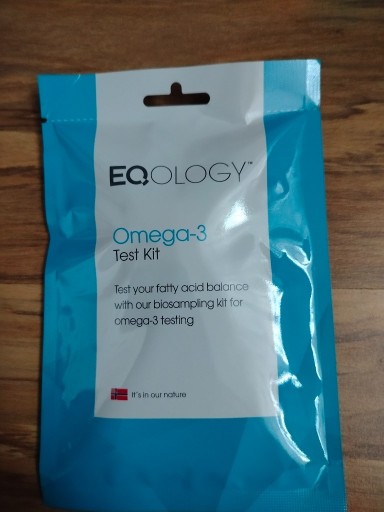 EQOLOGY™
Omega-3
Test Kit
Test your fatty acid balance
with our biosampling kit for
omega-3 testing
It's in our nature